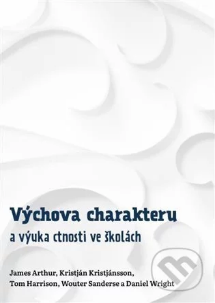 Výchova charakteru
a výuka ctnosti ve školách
James Arthur, Kristján Kristjánsson,
Tom Harrison, Wouter Sanderse a Daniel Wright